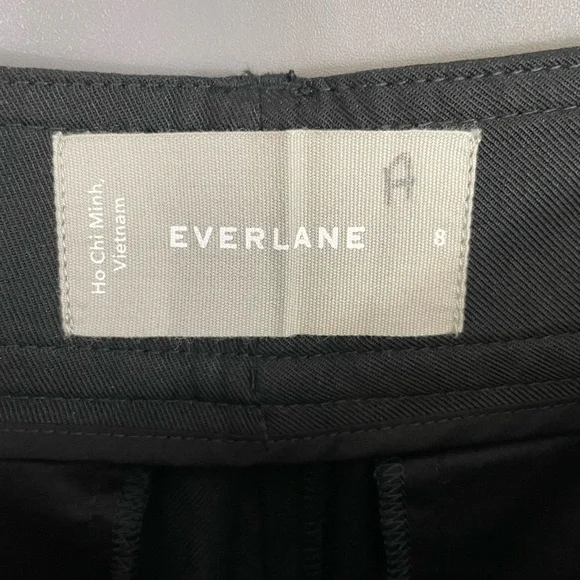 Ho Chi Minh,
Vietnam
EVERLANE
8